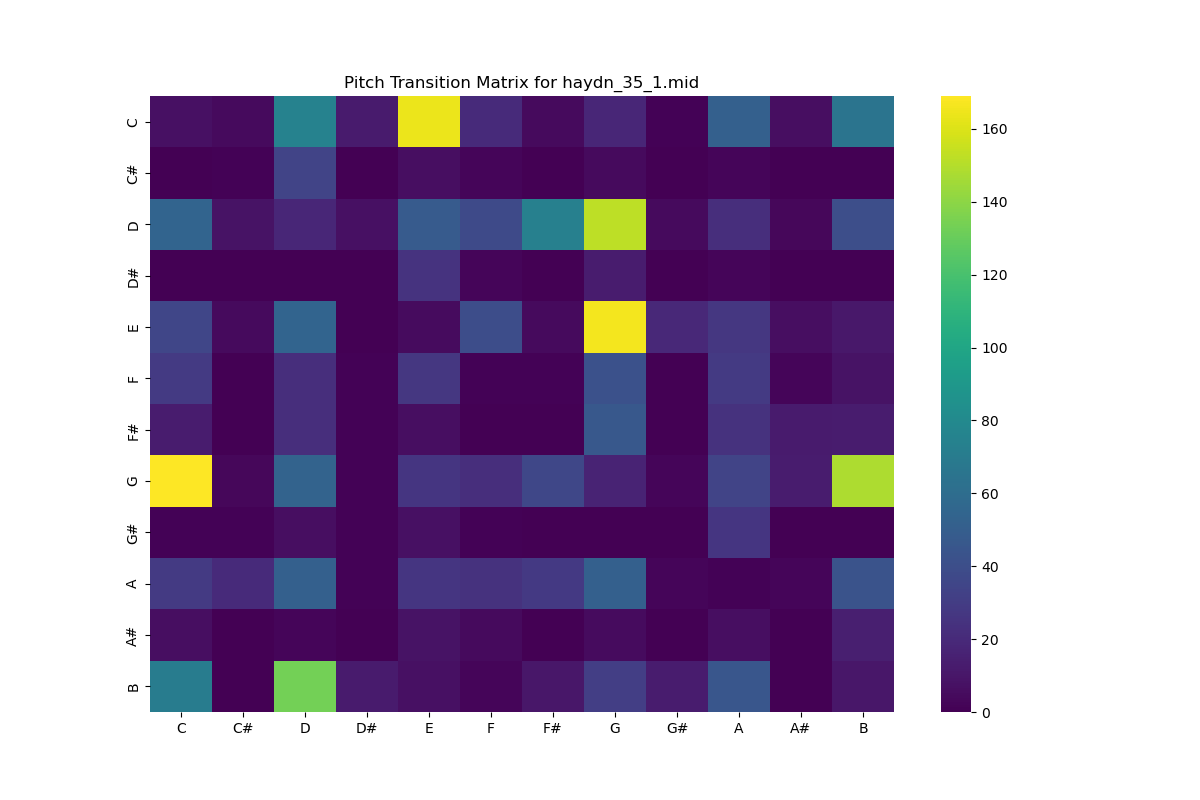 Pitch Transition Matrix for haydn_35_1.mid
C
C#
D
D#
E
F
F#
G
G#
A
A#
B
C C# D D# E F F# G G# A A# B
160
140
120
100
80
60
40
20
0